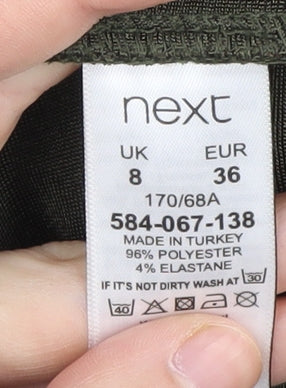 next
UK EUR
8 36
170/68A
584-067-138
MADE IN TURKEY
96% POLYESTER
4% ELASTANE
IF IT'S NOT DIRTY WASH AT 30
40